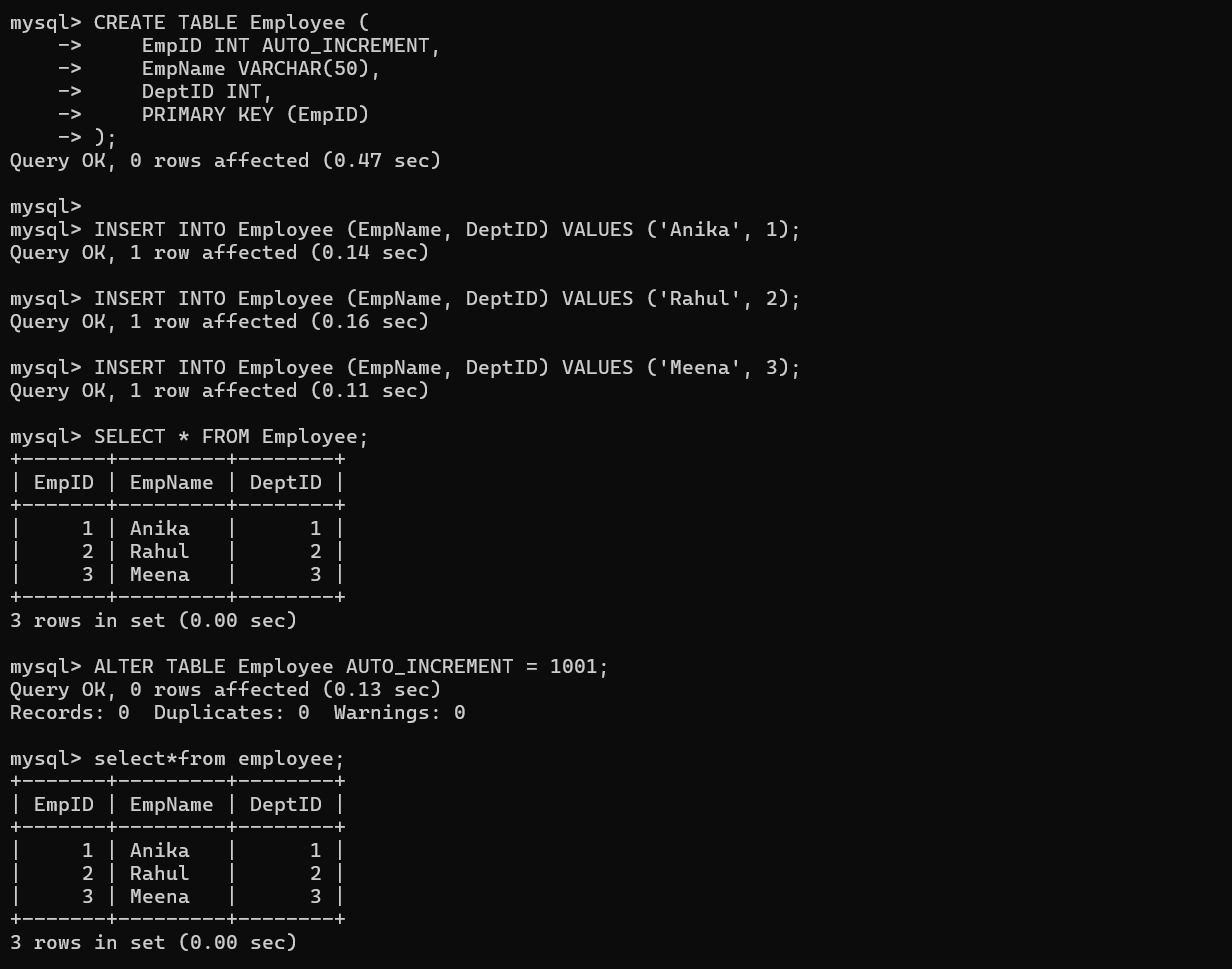 mysql> CREATE TABLE Employee (
    ->     EmpID INT AUTO_INCREMENT,
    ->     EmpName VARCHAR(50),
    ->     DeptID INT,
    ->     PRIMARY KEY (EmpID)
    -> );
Query OK, 0 rows affected (0.47 sec)

mysql>
mysql> INSERT INTO Employee (EmpName, DeptID) VALUES ('Anika', 1);
Query OK, 1 row affected (0.14 sec)

mysql> INSERT INTO Employee (EmpName, DeptID) VALUES ('Rahul', 2);
Query OK, 1 row affected (0.16 sec)

mysql> INSERT INTO Employee (EmpName, DeptID) VALUES ('Meena', 3);
Query OK, 1 row affected (0.11 sec)

mysql> SELECT * FROM Employee;
+-------+---------+--------+
| EmpID | EmpName | DeptID |
+-------+---------+--------+
|     1 | Anika   |      1 |
|     2 | Rahul   |      2 |
|     3 | Meena   |      3 |
+-------+---------+--------+
3 rows in set (0.00 sec)

mysql> ALTER TABLE Employee AUTO_INCREMENT = 1001;
Query OK, 0 rows affected (0.13 sec)
Records: 0  Duplicates: 0  Warnings: 0

mysql> select*from employee;
+-------+---------+--------+
| EmpID | EmpName | DeptID |
+-------+---------+--------+
|     1 | Anika   |      1 |
|     2 | Rahul   |      2 |
|     3 | Meena   |      3 |
+-------+---------+--------+
3 rows in set (0.00 sec)